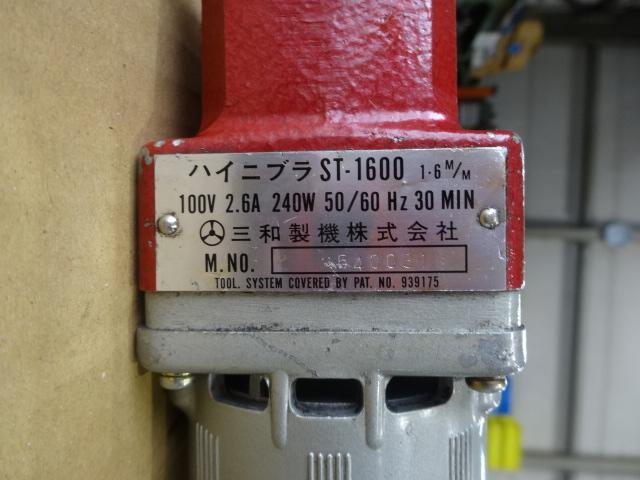 ハイニブラ ST-1600 1·6 M/M
100V 2.6A 240W 50/60 Hz 30 MIN
三和製機株式会社
M.NO.
TOOL. SYSTEM COVERED BY PAT. NO. 939175